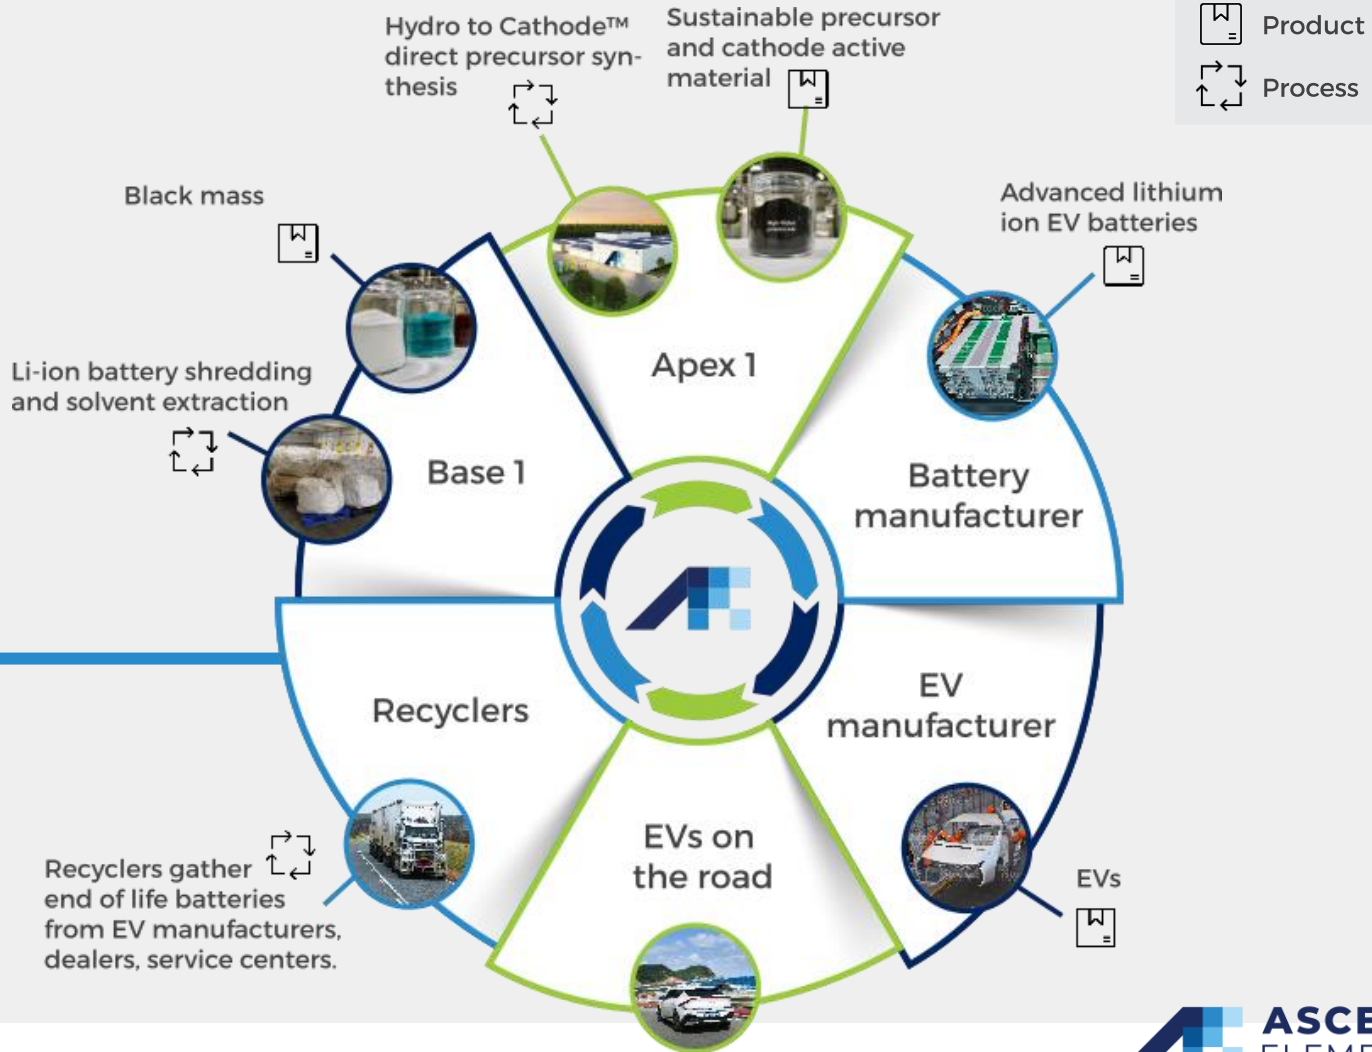 Hydro to Cathode™
direct precursor syn-
thesis
Sustainable precursor
and cathode active
material
Product
Process
Black mass
Advanced lithium
ion EV batteries
Li-ion battery shredding
and solvent extraction
Apex 1
Base 1
Battery
manufacturer
Recyclers
EV
manufacturer
EVs on
the road
Recyclers gather
end of life batteries
from EV manufacturers,
dealers, service centers.
EVs